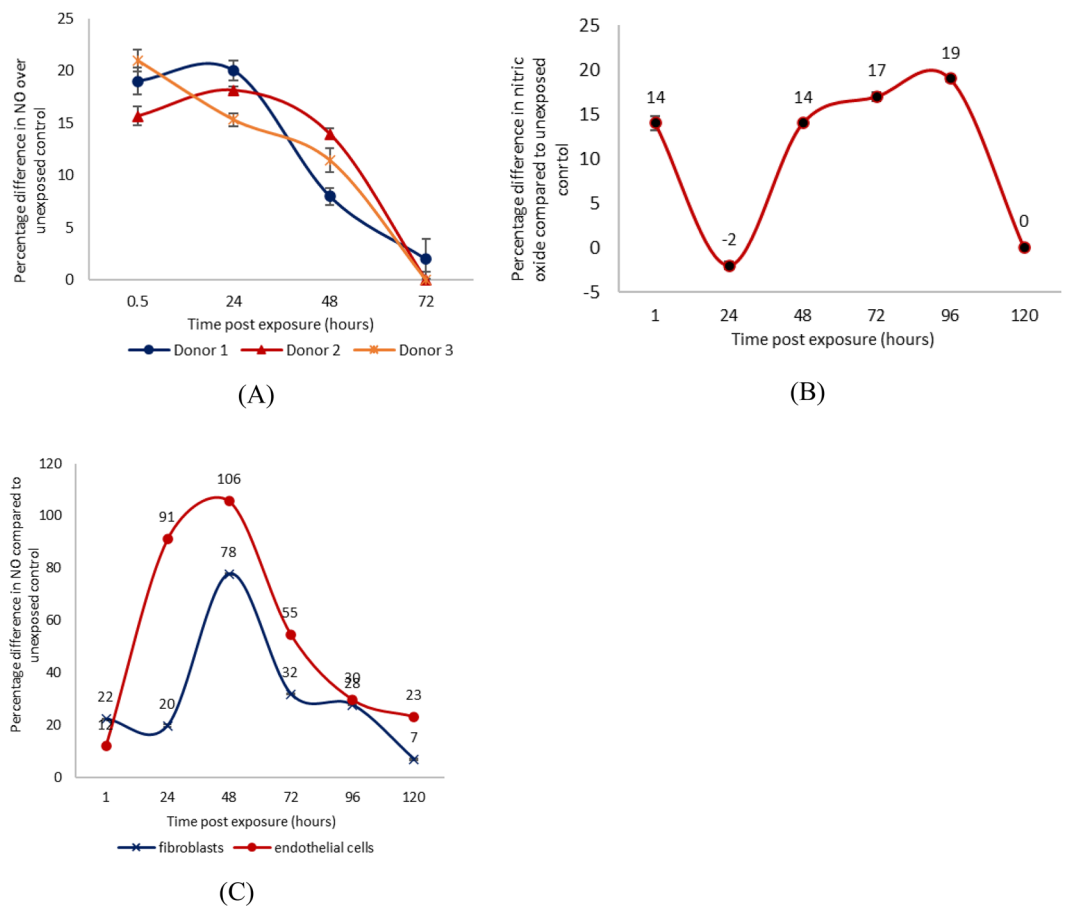 Percentage difference in NO over
unexposed control
25
20
15
10
5
0
0.5 24 48 72
Time post exposure (hours)
Donor 1 Donor 2 Donor 3
(A)
Percentage difference in nitric
oxide compared to unexposed
conrtol
25
20
15
10
5
0
-5
14
-2
14
17
19
0
1 24 48 72 96 120
Time post exposure (hours)
(B)
Percentage difference in NO compared to
unexposed control
120
100
80
60
40
20
0
106
91
78
55
32
30
28
22
20
12
23
7
1 24 48 72 96 120
Time post exposure (hours)
fibroblasts endothelial cells
(C)